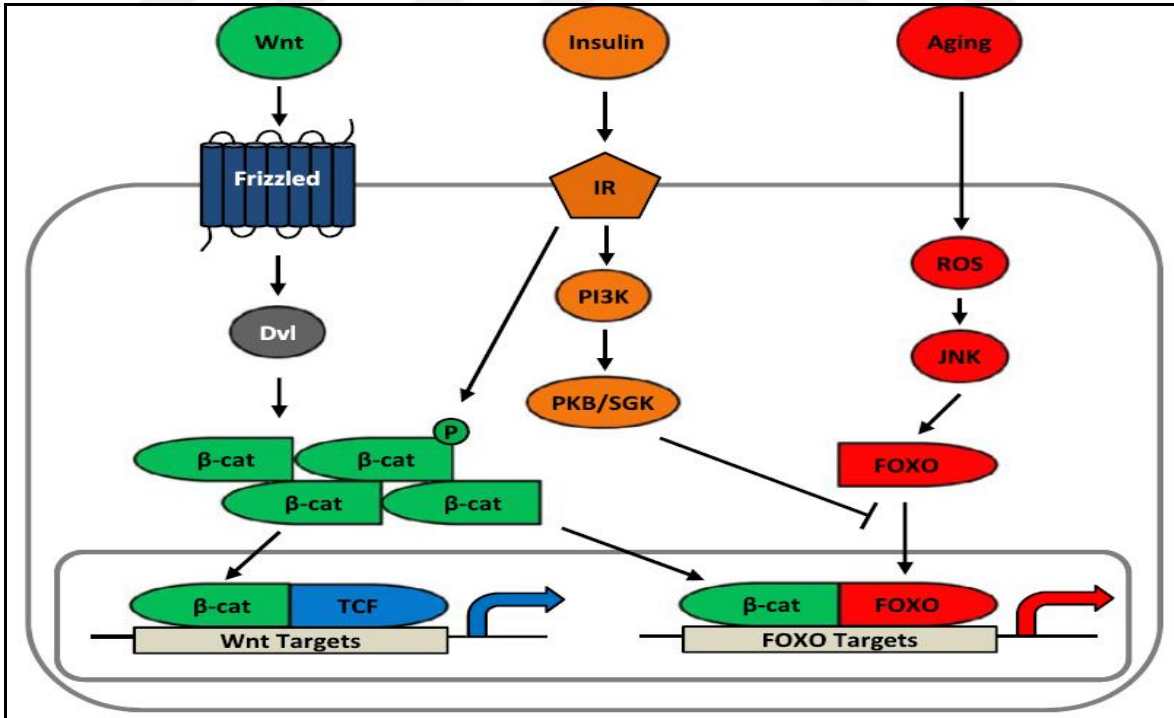 Wnt
Insulin
Aging
Frizzled
IR
ROS
PI3K
Dvl
JNK
PKB/SGK
P
β-cat
β-cat
FOXO
β-cat
β-cat
β-cat
TCF
β-cat
FOXO
Wnt Targets
FOXO Targets